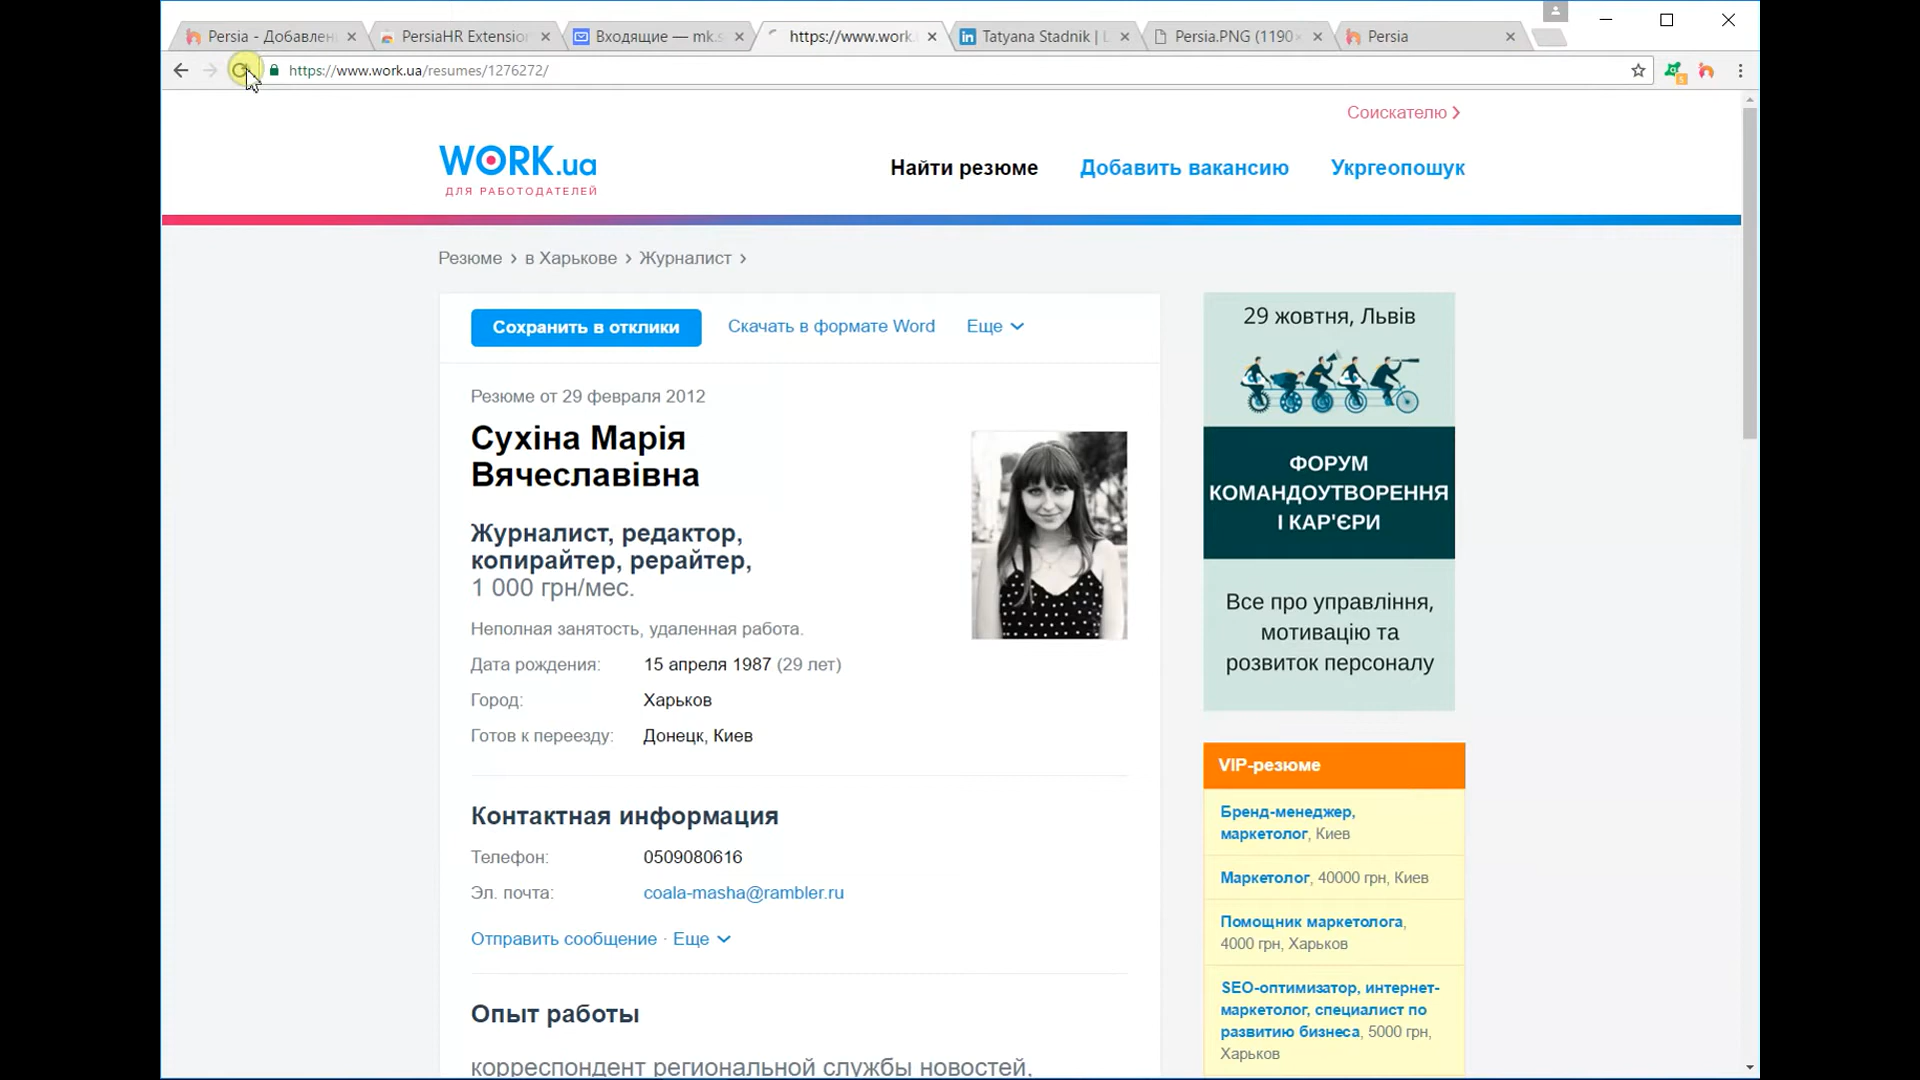 Persia - Добавлен
PersiaHR Extension
Входящие — mk.s
https://www.work.
Tatyana Stadnik | L
Persia.PNG (1190×
Persia
https://www.work.ua/resumes/1276272/
Соискателю
WORK.ua
ДЛЯ РАБОТОДАТЕЛЕЙ
Найти резюме
Добавить вакансию
Укргеопошук
Резюме › в Харькове › Журналист ›
Сохранить в отклики
Скачать в формате Word
Еще
Резюме от 29 февраля 2012
Сухіна Марія
Вячеславівна
Журналист, редактор,
копирайтер, рерайтер,
1 000 грн/мес.
Неполная занятость, удаленная работа.
Дата рождения: 15 апреля 1987 (29 лет)
Город: Харьков
Готов к переезду: Донецк, Киев
Контактная информация
Телефон: 0509080616
Эл. почта: coala-masha@rambler.ru
Отправить сообщение · Еще
Опыт работы
корреспондент региональной службы новостей,
29 жовтня, Львів
ФОРУМ
КОМАНДОУТВОРЕННЯ
І КАР'ЄРИ
Все про управління,
мотивацію та
розвиток персоналу
VIP-резюме
Бренд-менеджер,
маркетолог, Киев
Маркетолог, 40000 грн, Киев
Помощник маркетолога,
4000 грн, Харьков
SEO-оптимизатор, интернет-
маркетолог, специалист по
развитию бизнеса, 5000 грн,
Харьков